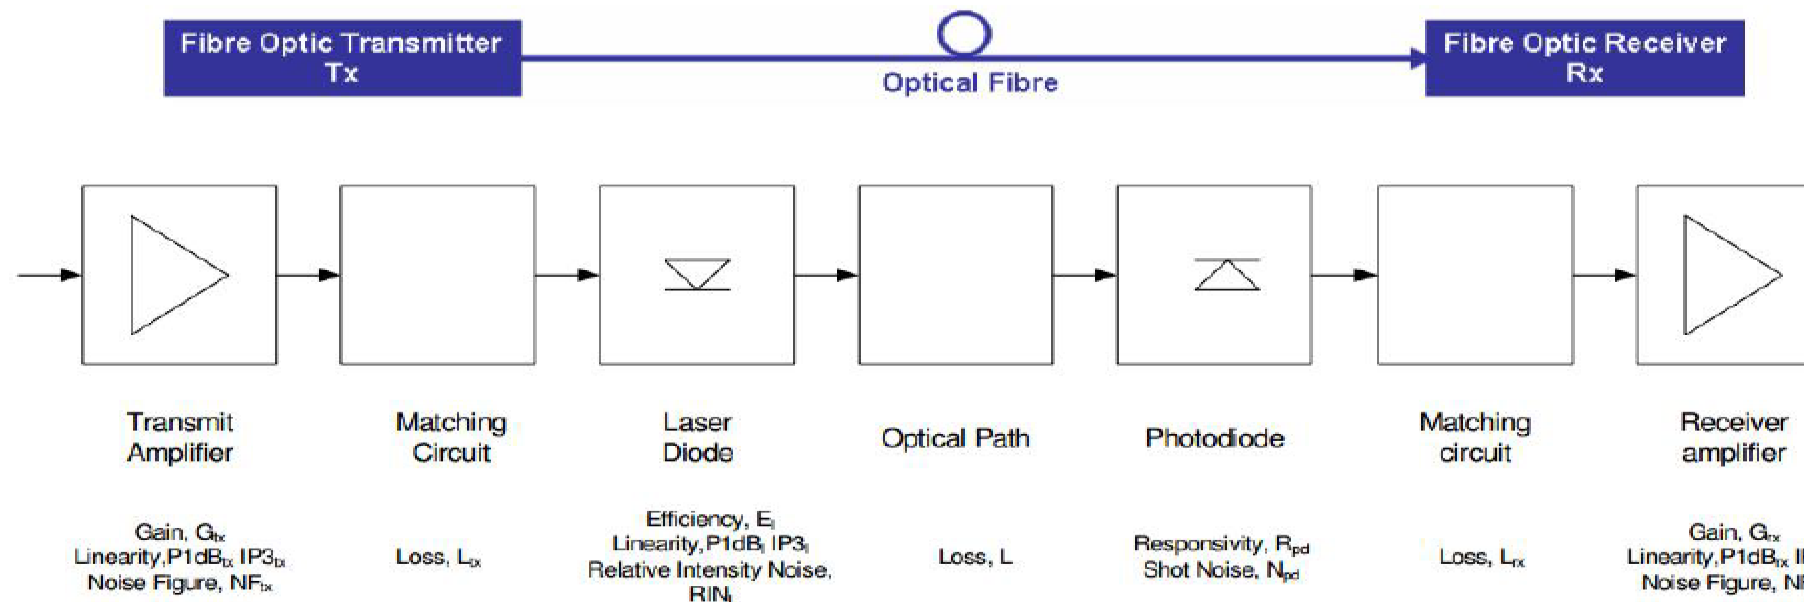 Fibre Optic Transmitter
Tx
Optical Fibre
Fibre Optic Receiver
Rx
Transmit
Amplifier
Matching
Circuit
Laser
Diode
Optical Path
Photodiode
Matching
circuit
Receiver
amplifier
Gain, Gtx
Linearity,P1dBtx IP3tx
Noise Figure, NFtx
Loss, Ltx
Efficiency, El
Linearity,P1dBl IP3l
Relative Intensity Noise,
RINl
Loss, L
Responsivity, Rpd
Shot Noise, Npd
Loss, Lrx
Gain, Grx
Linearity,P1dBrx
Noise Figure,